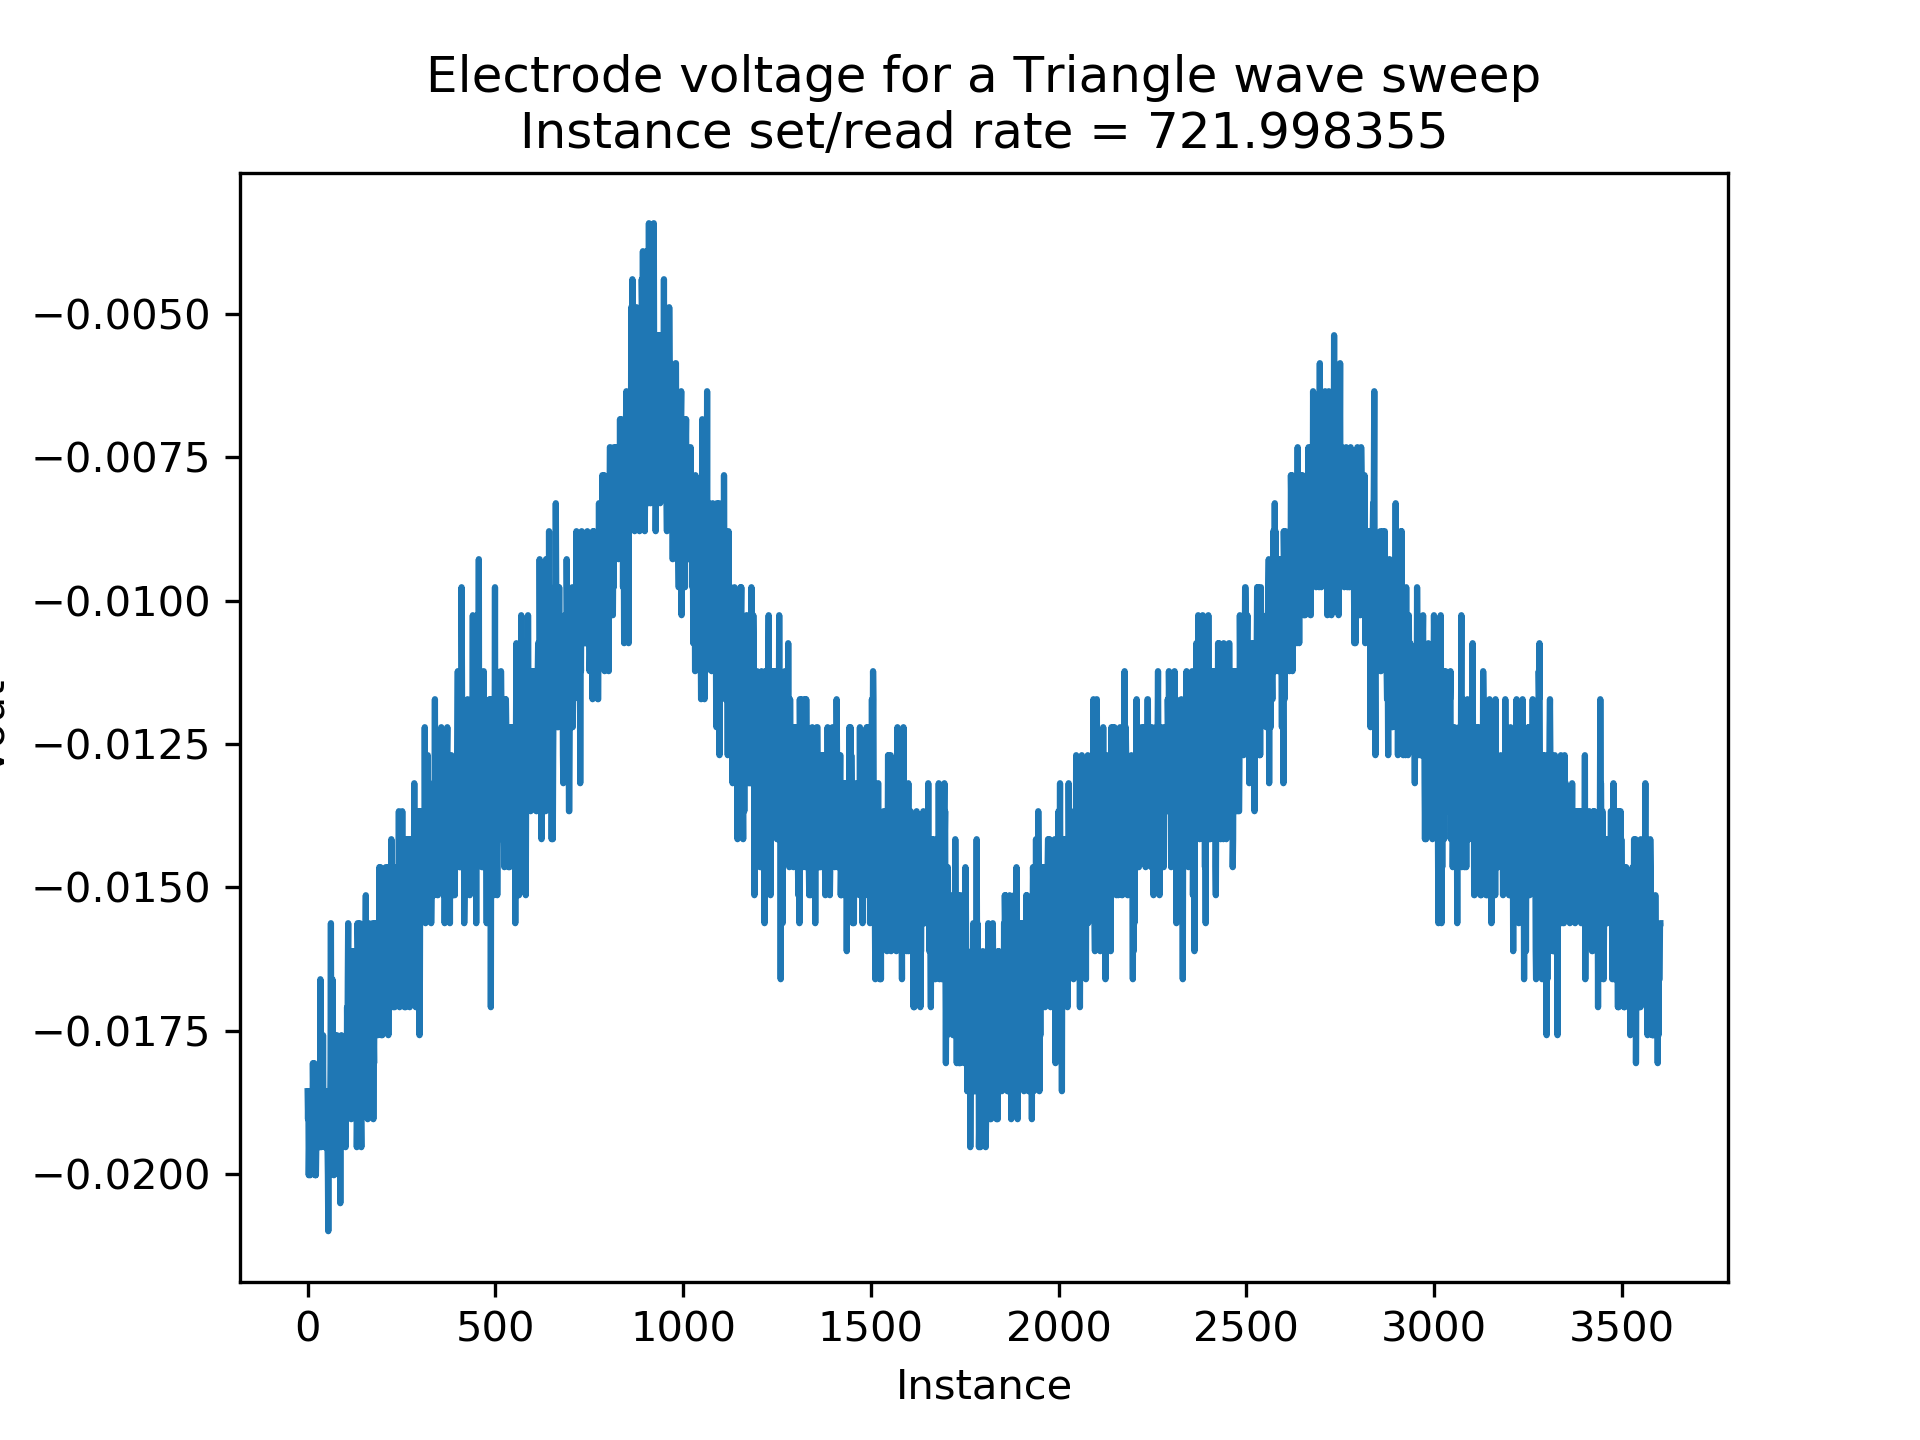 Electrode voltage for a Triangle wave sweep
Instance set/read rate = 721.998355
−0.0050
−0.0075
−0.0100
−0.0125
−0.0150
−0.0175
−0.0200
0 500 1000 1500 2000 2500 3000 3500
Instance